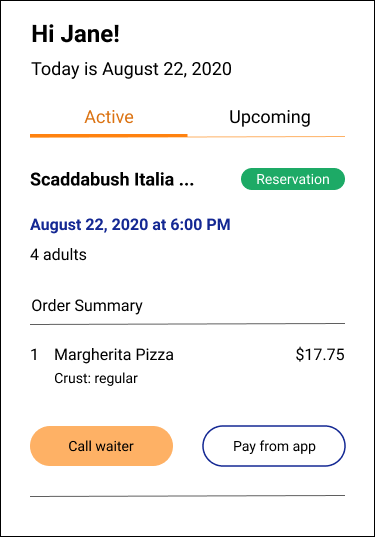 Hi Jane!
Today is August 22, 2020
Active Upcoming
Scaddabush Italia ... Reservation
August 22, 2020 at 6:00 PM
4 adults
Order Summary
1 Margherita Pizza $17.75
Crust: regular
Call waiter Pay from app